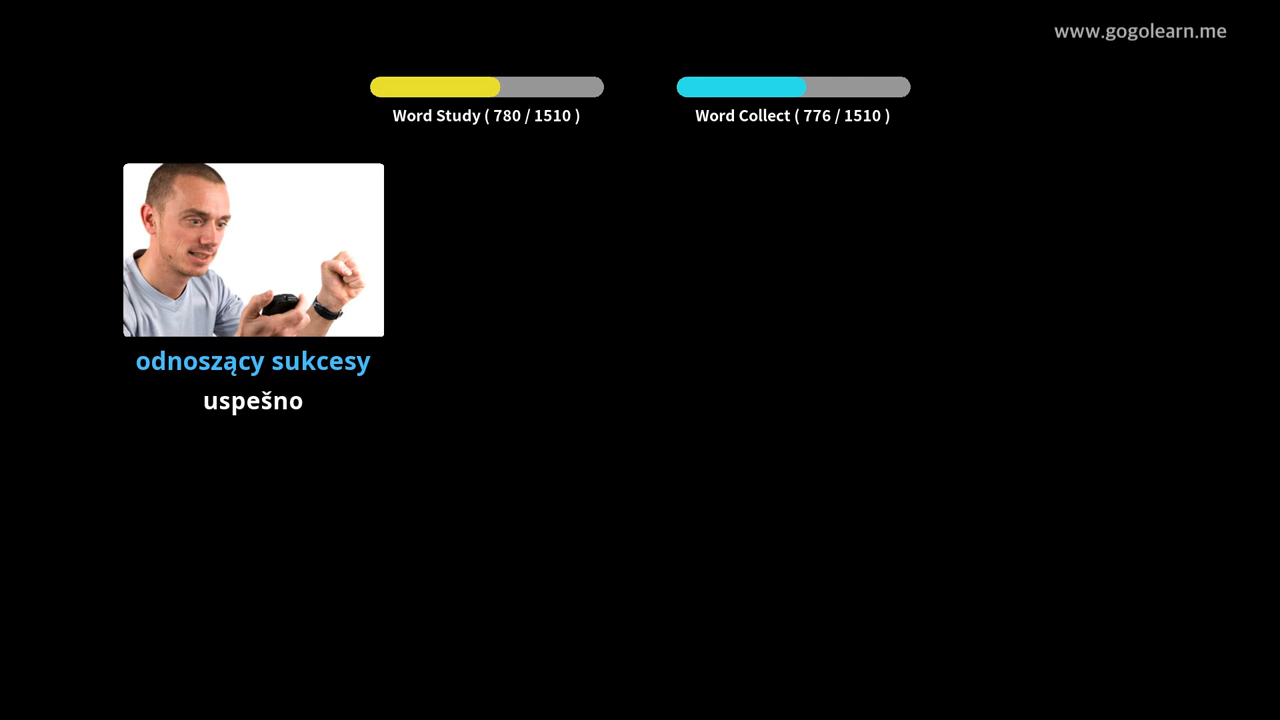 www.gogolearn.me
Word Study ( 780 / 1510 )
Word Collect ( 776 / 1510 )
odnoszący sukcesy
uspešno